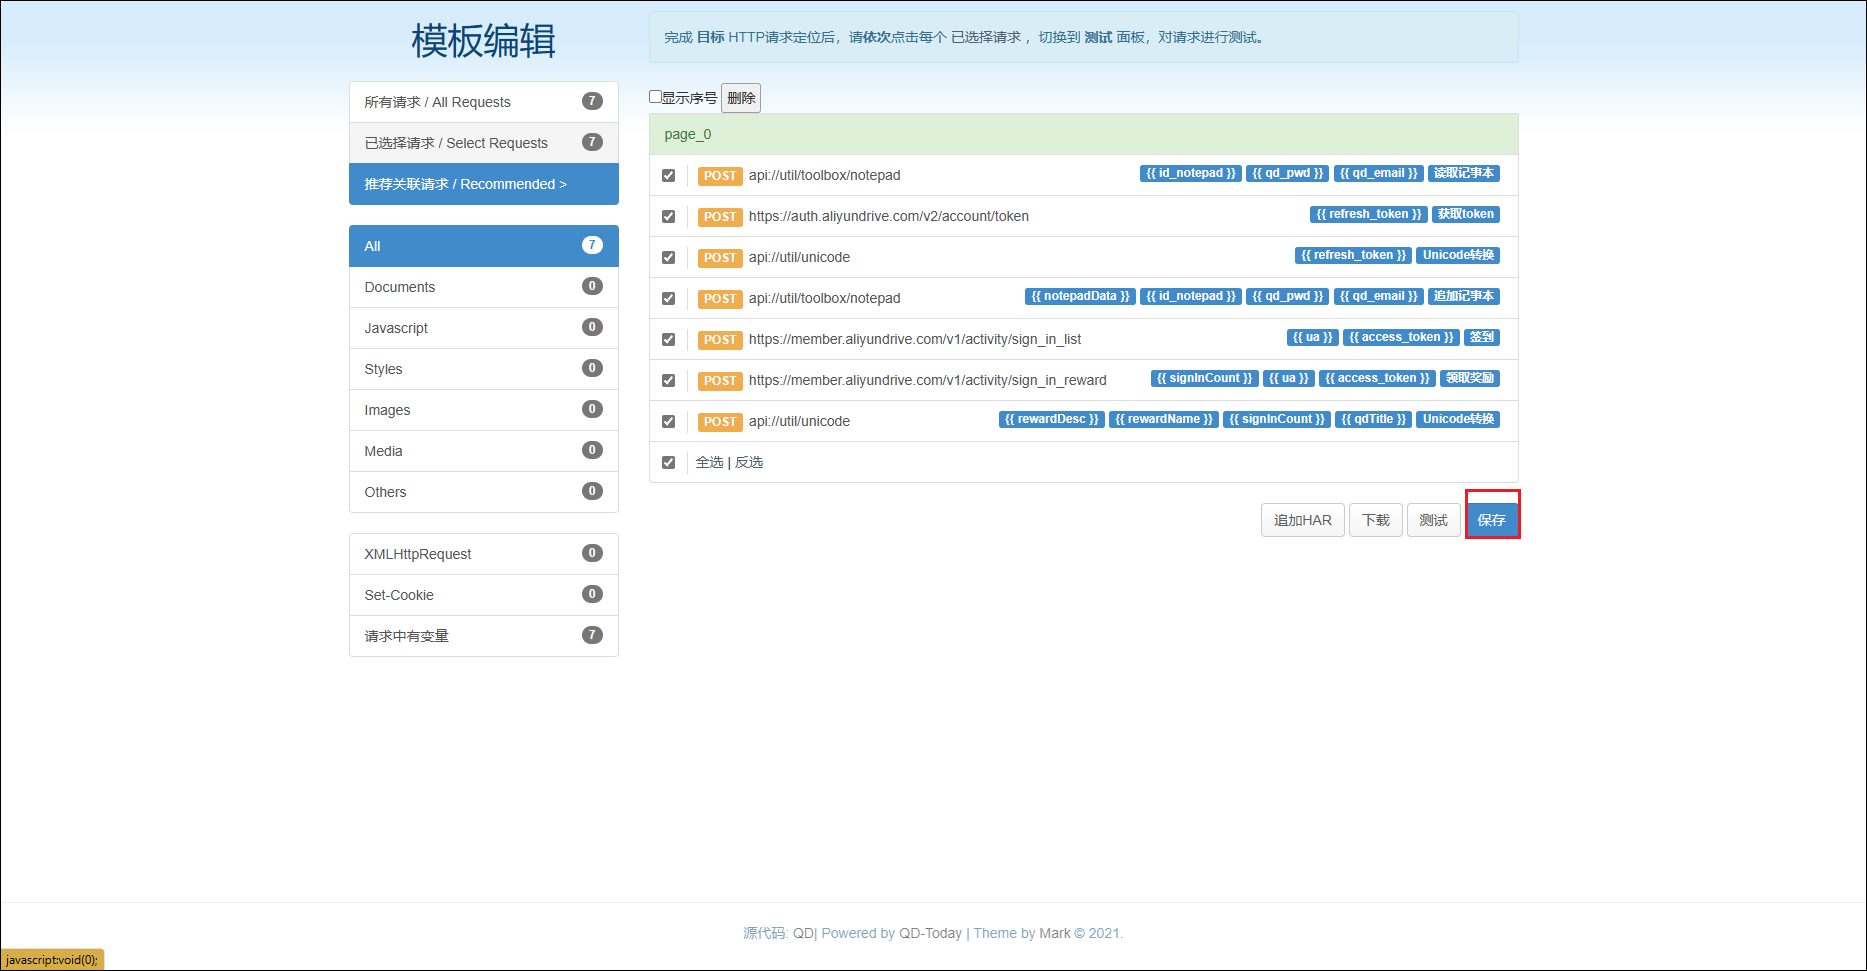 模板编辑
所有请求 / All Requests 7
已选择请求 / Select Requests 7
推荐关联请求 / Recommended >
All 7
Documents 0
Javascript 0
Styles 0
Images 0
Media 0
Others 0
XMLHttpRequest 0
Set-Cookie 0
请求中有变量 7
完成 目标 HTTP请求定位后，请依次点击每个 已选择请求 ，切换到 测试 面板，对请求进行测试。
显示序号 删除
page_0
POST api://util/toolbox/notepad {{ id_notepad }} {{ qd_pwd }} {{ qd_email }} 读取记事本
POST https://auth.aliyundrive.com/v2/account/token {{ refresh_token }} 获取token
POST api://util/unicode {{ refresh_token }} Unicode转换
POST api://util/toolbox/notepad {{ notepadData }} {{ id_notepad }} {{ qd_pwd }} {{ qd_email }} 追加记事本
POST https://member.aliyundrive.com/v1/activity/sign_in_list {{ ua }} {{ access_token }} 签到
POST https://member.aliyundrive.com/v1/activity/sign_in_reward {{ signInCount }} {{ ua }} {{ access_token }} 领取奖励
POST api://util/unicode {{ rewardDesc }} {{ rewardName }} {{ signInCount }} {{ qdTitle }} Unicode转换
全选 | 反选
追加HAR 下载 测试 保存
源代码: QD| Powered by QD-Today | Theme by Mark © 2021.
javascript:void(0);